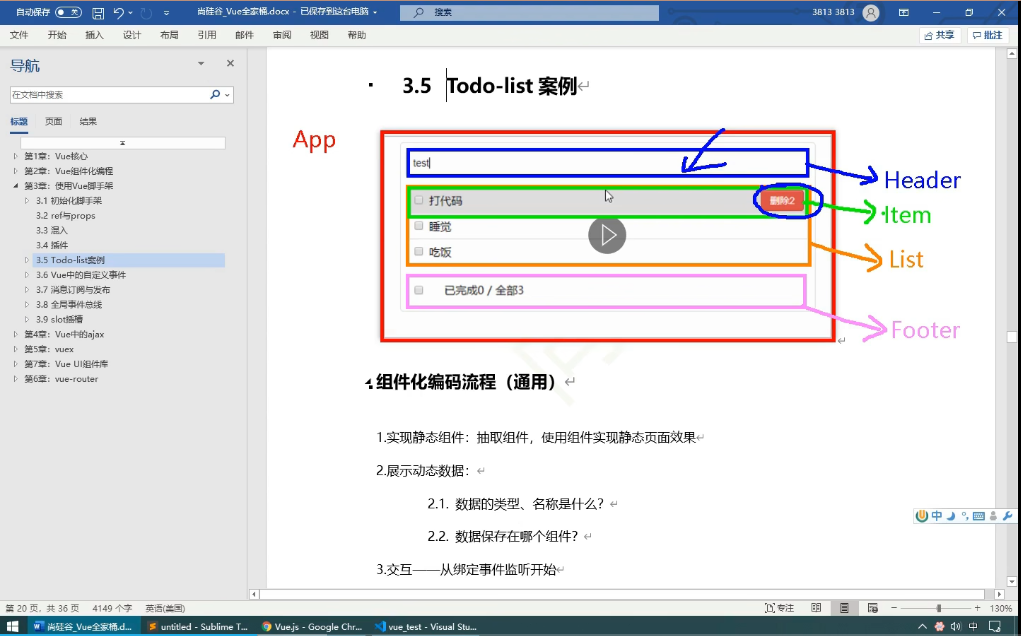 自动保存 关 尚硅谷_Vue全家桶.docx - 已保存到这台电脑 搜索 3813 3813
文件 开始 插入 设计 布局 引用 邮件 审阅 视图 帮助 共享 批注
导航
在文档中搜索
标题 页面 结果
第1章：Vue核心
第2章：Vue组件化编程
第3章：使用Vue脚手架
3.1 初始化脚手架
3.2 ref与props
3.3 混入
3.4 插件
3.5 Todo-list案例
3.6 Vue中的自定义事件
3.7 消息订阅与发布
3.8 全局事件总线
3.9 slot插槽
第4章：Vue中的ajax
第5章：vuex
第7章：Vue UI组件库
第6章：vue-router
3.5 Todo-list 案例
App
test
Header
打代码 删除2
Item
睡觉
吃饭
List
已完成0 / 全部3
Footer
组件化编码流程（通用）
1.实现静态组件：抽取组件，使用组件实现静态页面效果
2.展示动态数据：
2.1. 数据的类型、名称是什么？
2.2. 数据保存在哪个组件？
3.交互——从绑定事件监听开始
中
第 20 页，共 36 页 4149 个字 英语(美国) 专注 130%
尚硅谷_Vue全家桶.d... untitled - Sublime T... Vue.js - Google Chr... vue_test - Visual Stu... 中